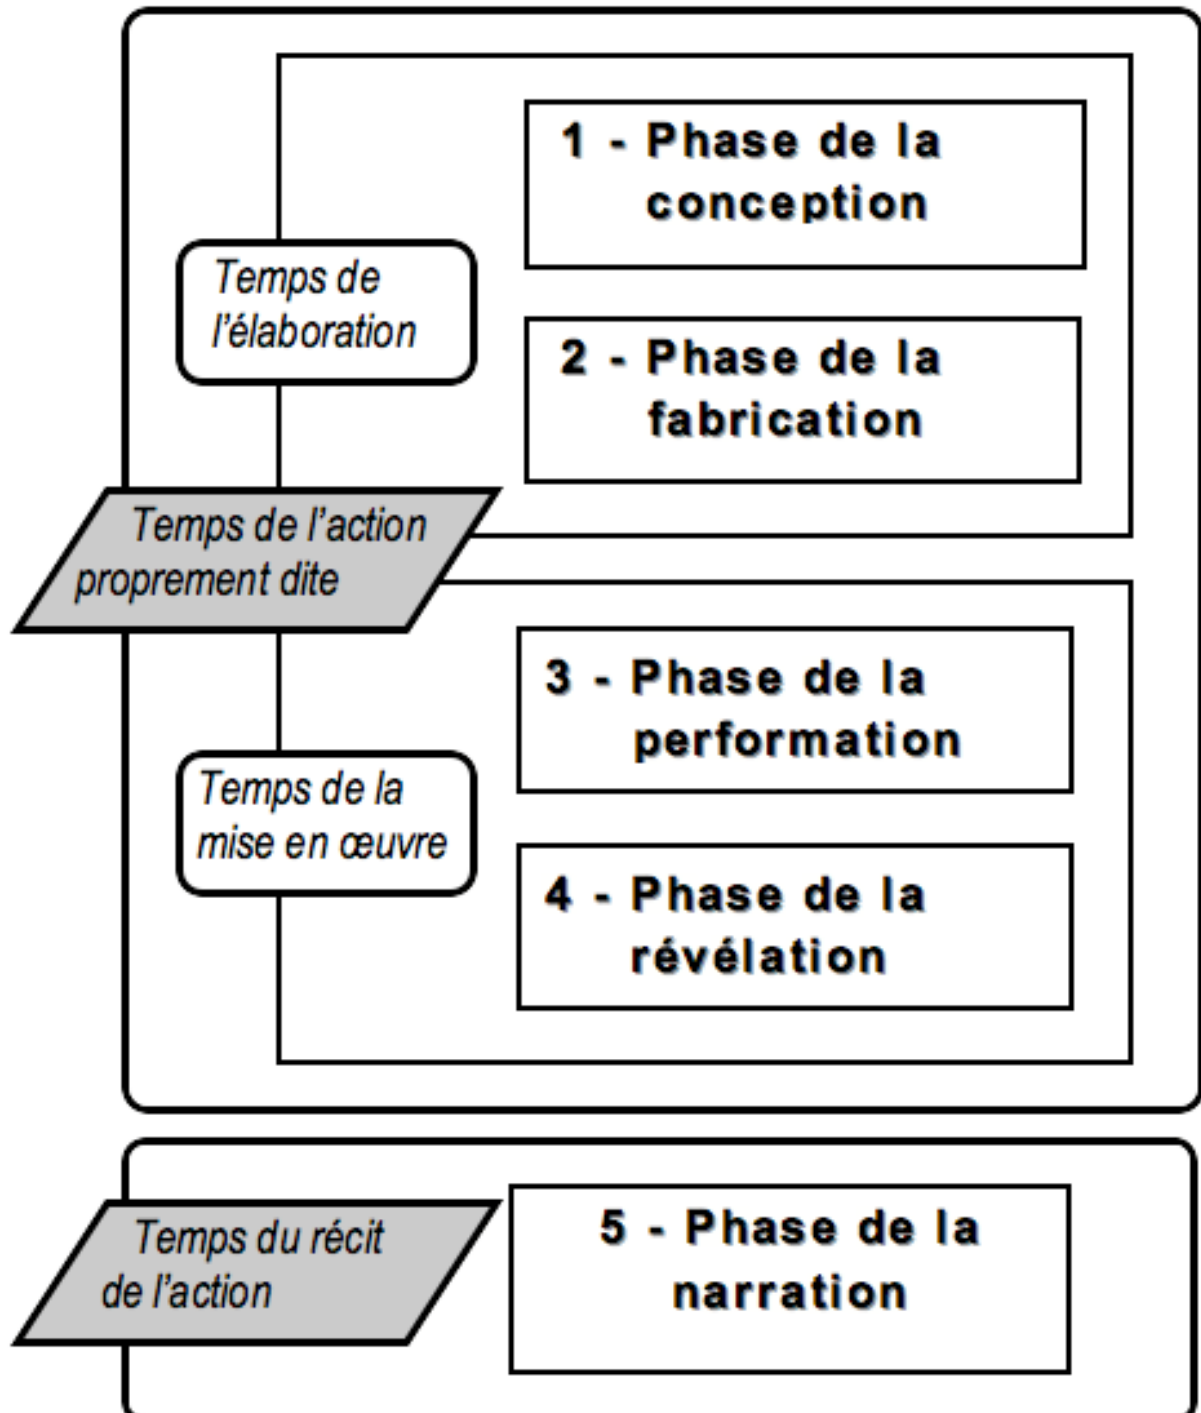 1 - Phase de la
conception
Temps de
l'élaboration
2 - Phase de la
fabrication
Temps de l'action
proprement dite
3 - Phase de la
performation
Temps de la
mise en œuvre
4 - Phase de la
révélation
Temps du récit
de l'action
5 - Phase de la
narration